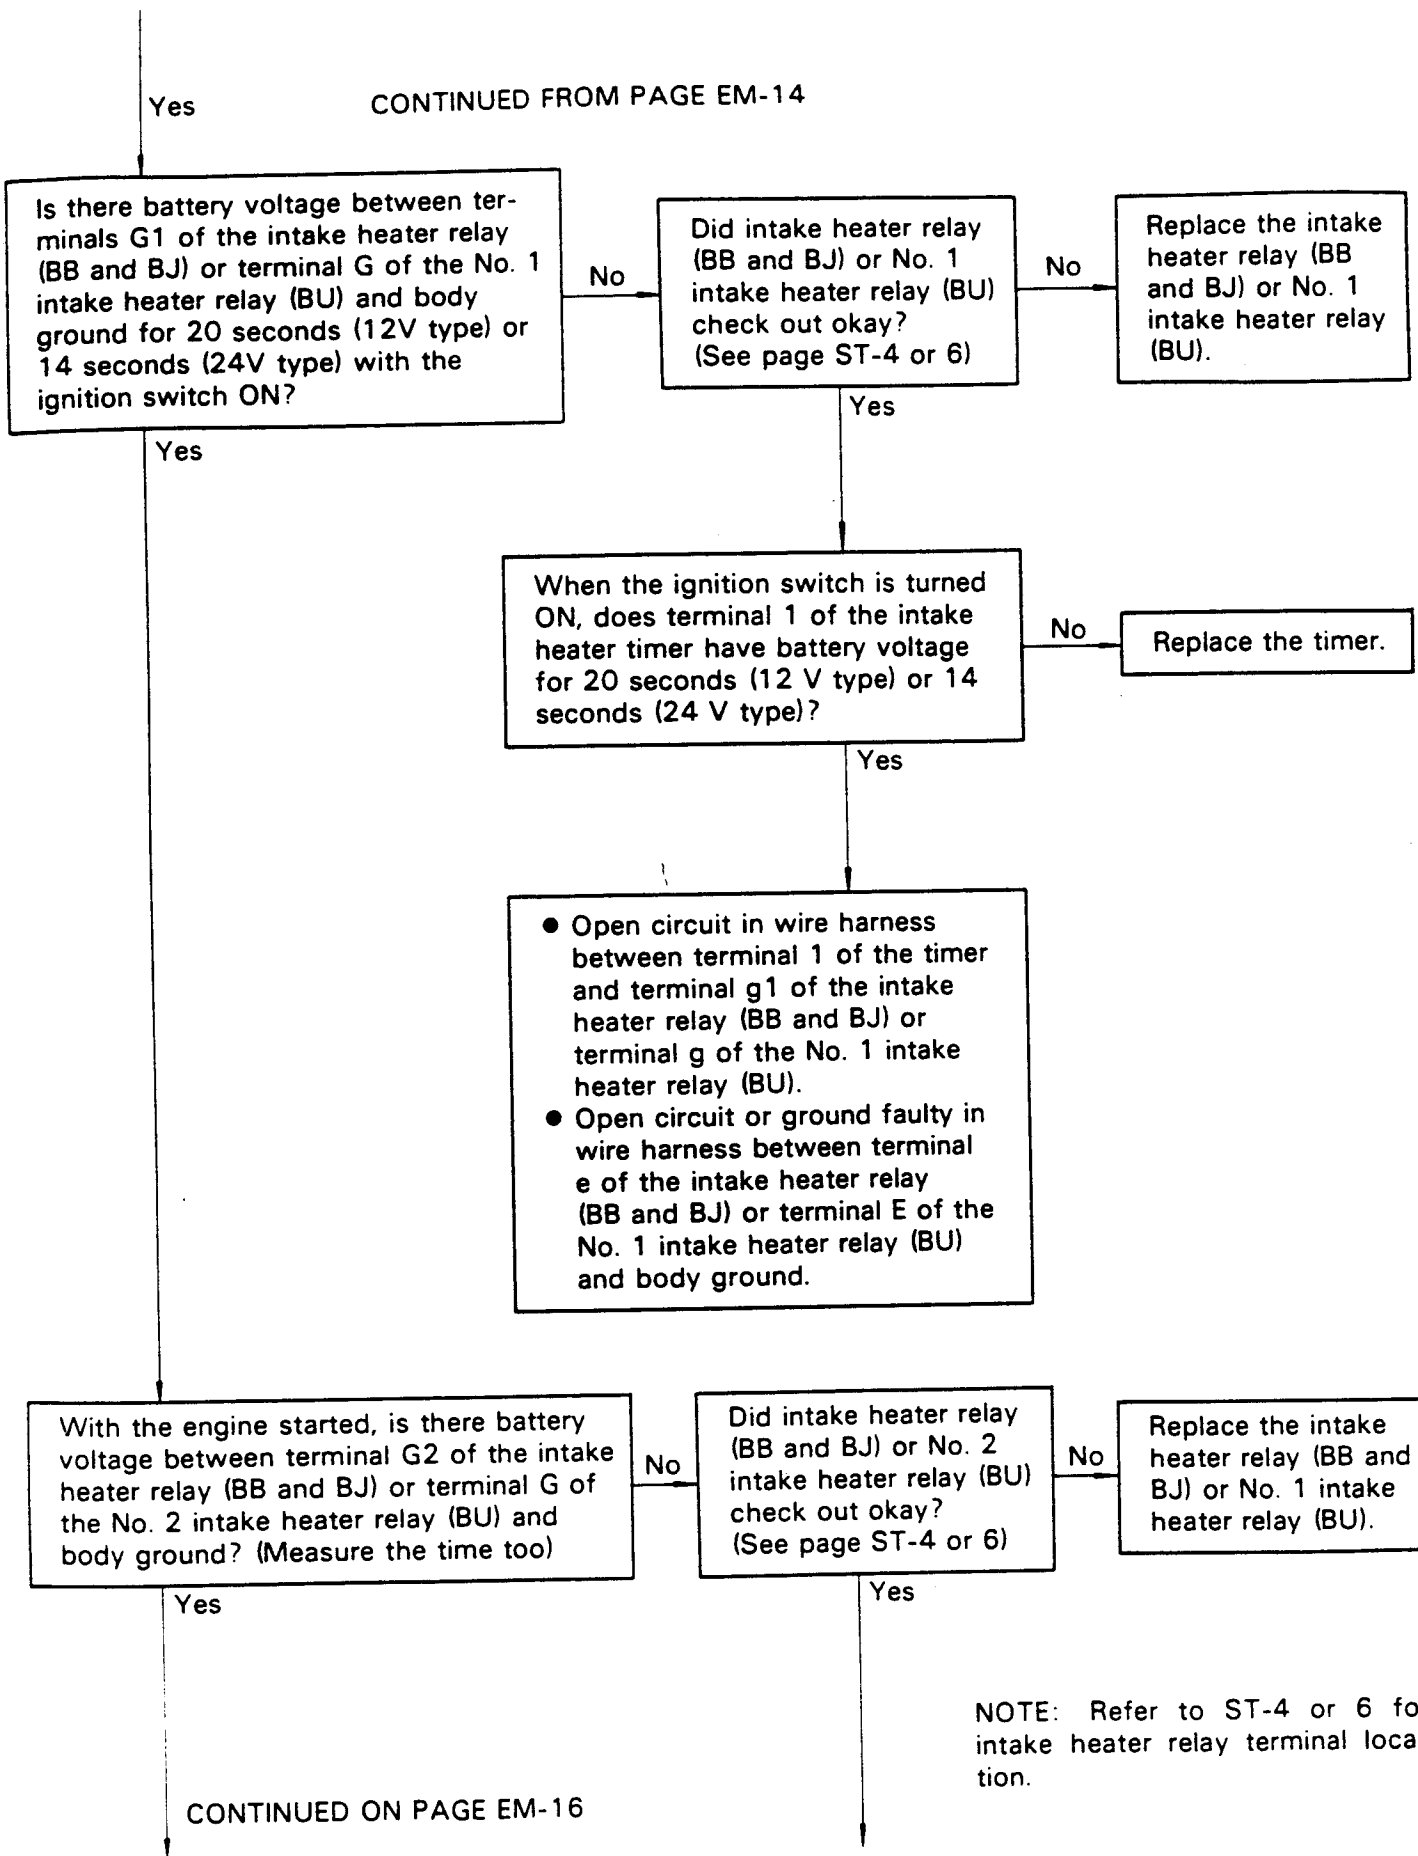 Yes
CONTINUED FROM PAGE EM-14
Is there battery voltage between ter-
minals G1 of the intake heater relay
(BB and BJ) or terminal G of the No. 1
intake heater relay (BU) and body
ground for 20 seconds (12V type) or
14 seconds (24V type) with the
ignition switch ON?
No
Did intake heater relay
(BB and BJ) or No. 1
intake heater relay (BU)
check out okay?
(See page ST-4 or 6)
No
Replace the intake
heater relay (BB
and BJ) or No. 1
intake heater relay
(BU).
Yes
Yes
When the ignition switch is turned
ON, does terminal 1 of the intake
heater timer have battery voltage
for 20 seconds (12 V type) or 14
seconds (24 V type)?
No
Replace the timer.
Yes
● Open circuit in wire harness
between terminal 1 of the timer
and terminal g1 of the intake
heater relay (BB and BJ) or
terminal g of the No. 1 intake
heater relay (BU).
● Open circuit or ground faulty in
wire harness between terminal
e of the intake heater relay
(BB and BJ) or terminal E of the
No. 1 intake heater relay (BU)
and body ground.
With the engine started, is there battery
voltage between terminal G2 of the intake
heater relay (BB and BJ) or terminal G of
the No. 2 intake heater relay (BU) and
body ground? (Measure the time too)
No
Did intake heater relay
(BB and BJ) or No. 2
intake heater relay (BU)
check out okay?
(See page ST-4 or 6)
No
Replace the intake
heater relay (BB and
BJ) or No. 1 intake
heater relay (BU).
Yes
Yes
NOTE: Refer to ST-4 or 6 fo
intake heater relay terminal loca
tion.
CONTINUED ON PAGE EM-16